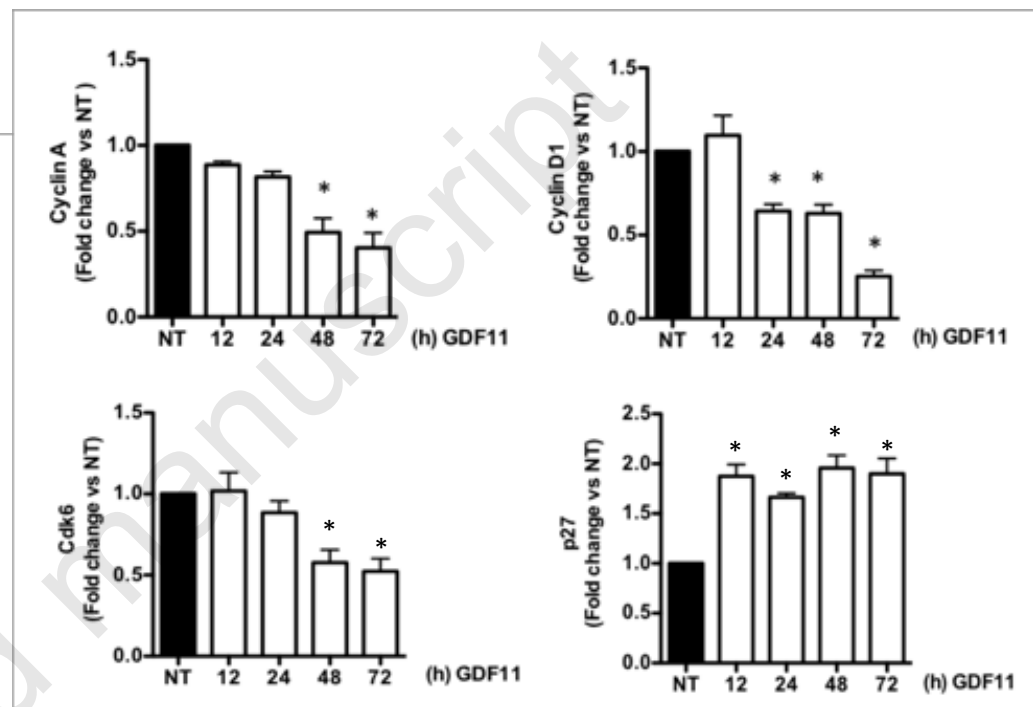 manuscript
d
Cyclin A
(Fold change vs NT )
1.5
1.0
0.5
0.0
* *
NT 12 24 48 72 (h) GDF11
Cyclin D1
(Fold change vs NT)
1.5
1.0
0.5
0.0
* * *
NT 12 24 48 72 (h) GDF11
Cdk6
(Fold change vs NT)
1.5
1.0
0.5
0.0
* *
NT 12 24 48 72 (h) GDF11
p27
(Fold change vs NT)
2.5
2.0
1.5
1.0
0.5
0.0
* * * *
NT 12 24 48 72 (h) GDF11